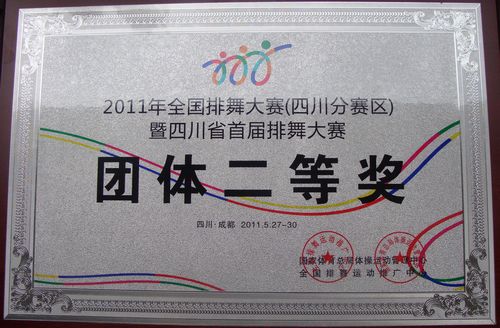 2011年全国排舞大赛(四川分赛区)
暨四川省首届排舞大赛
团体二等奖
四川·成都 2011.5.27-30
国家体育总局体操运动管理中心
全国排舞运动推广中心